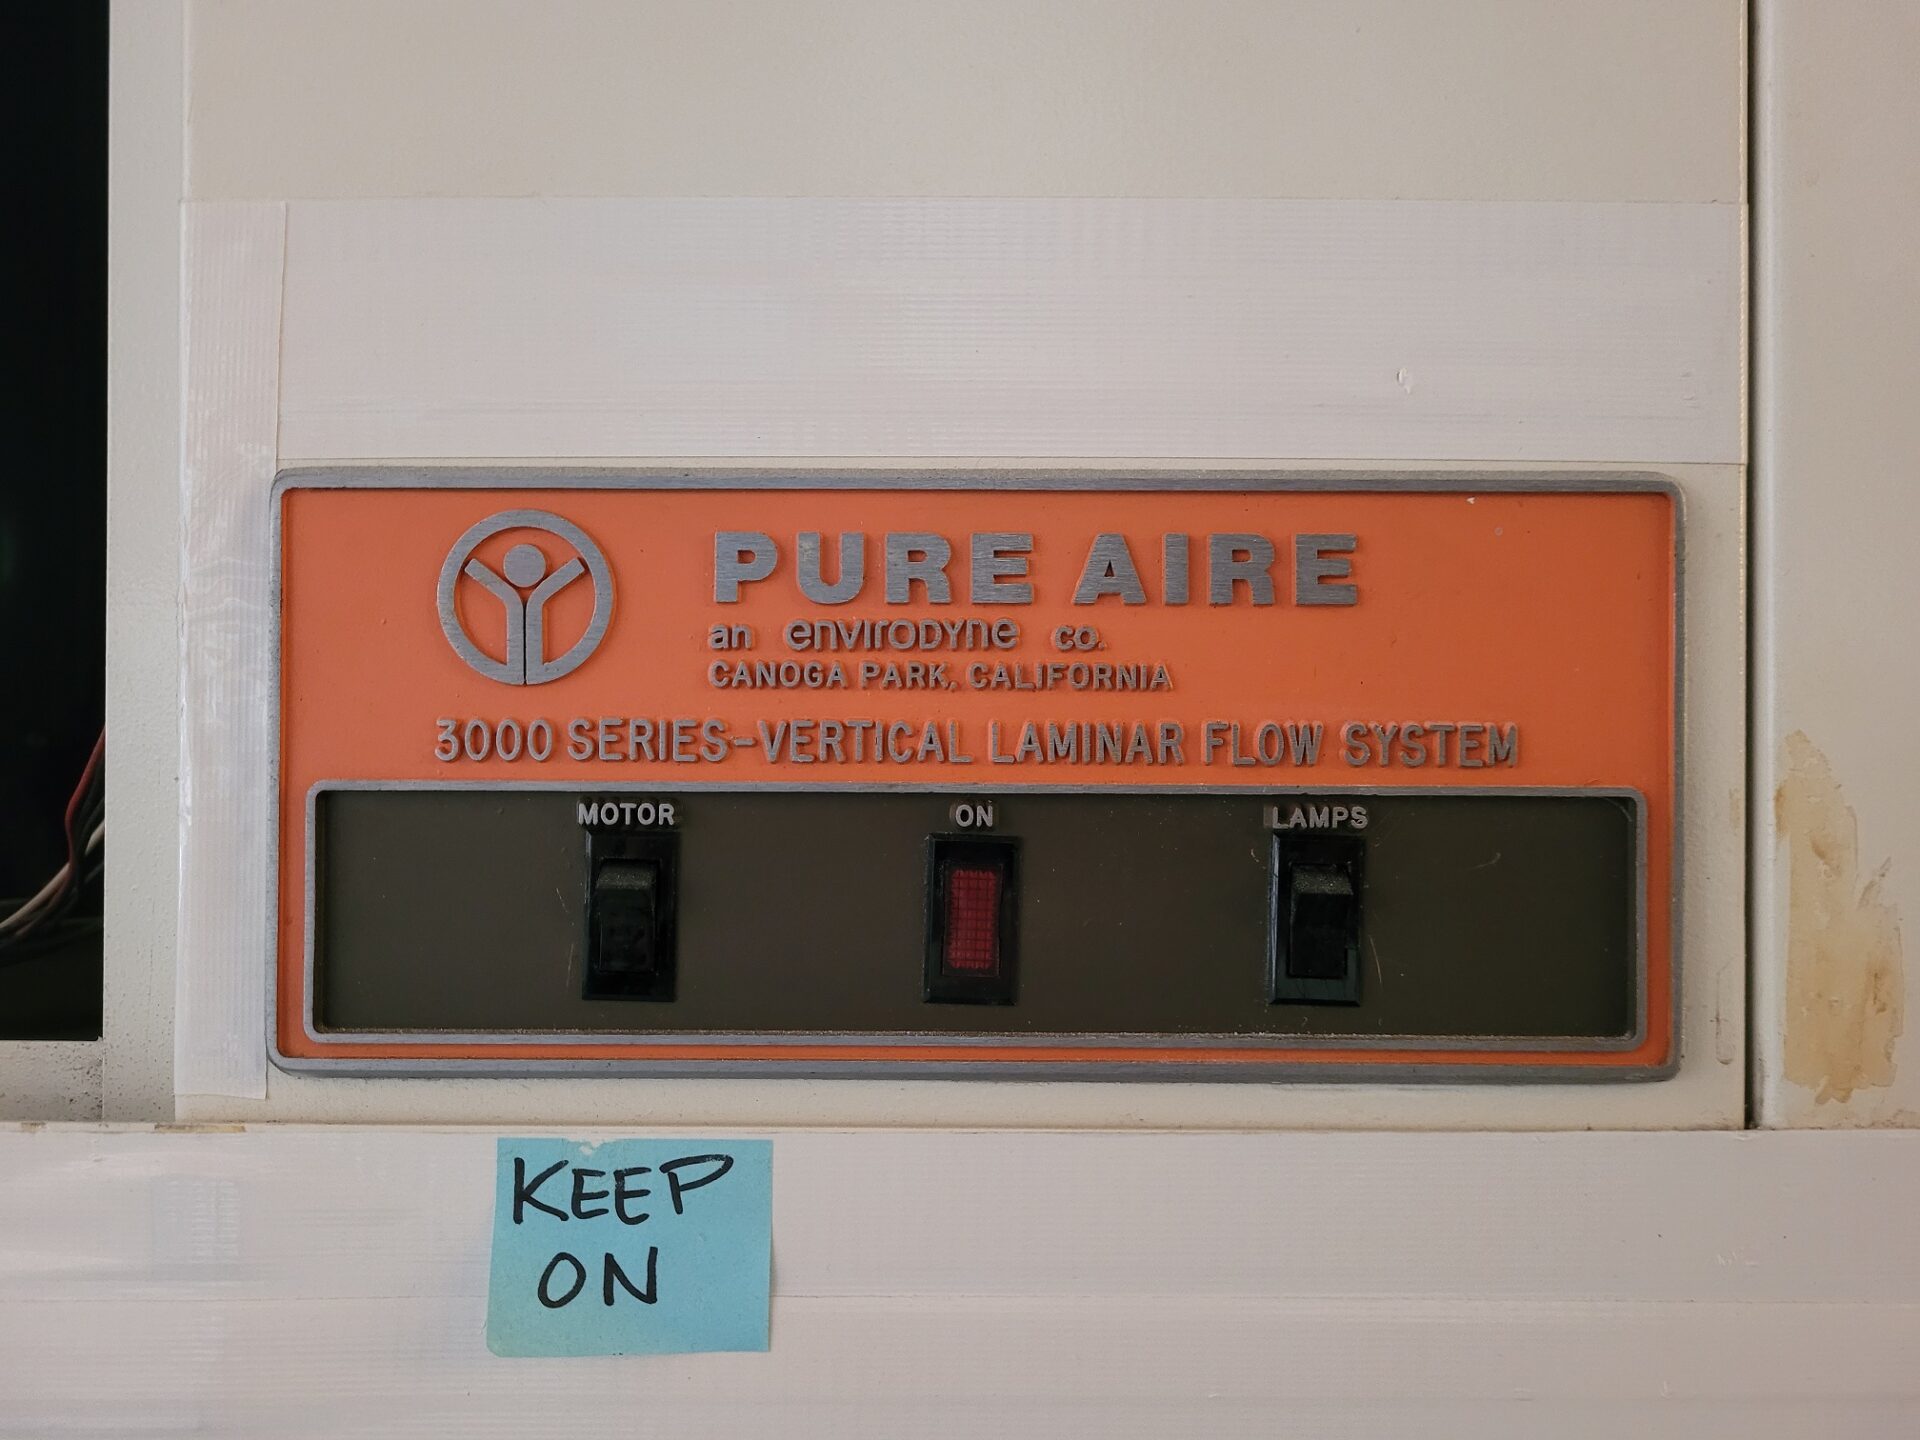 PURE AIRE
an envirodyne co.
CANOGA PARK, CALIFORNIA
3000 SERIES-VERTICAL LAMINAR FLOW SYSTEM
MOTOR ON LAMPS
KEEP
ON